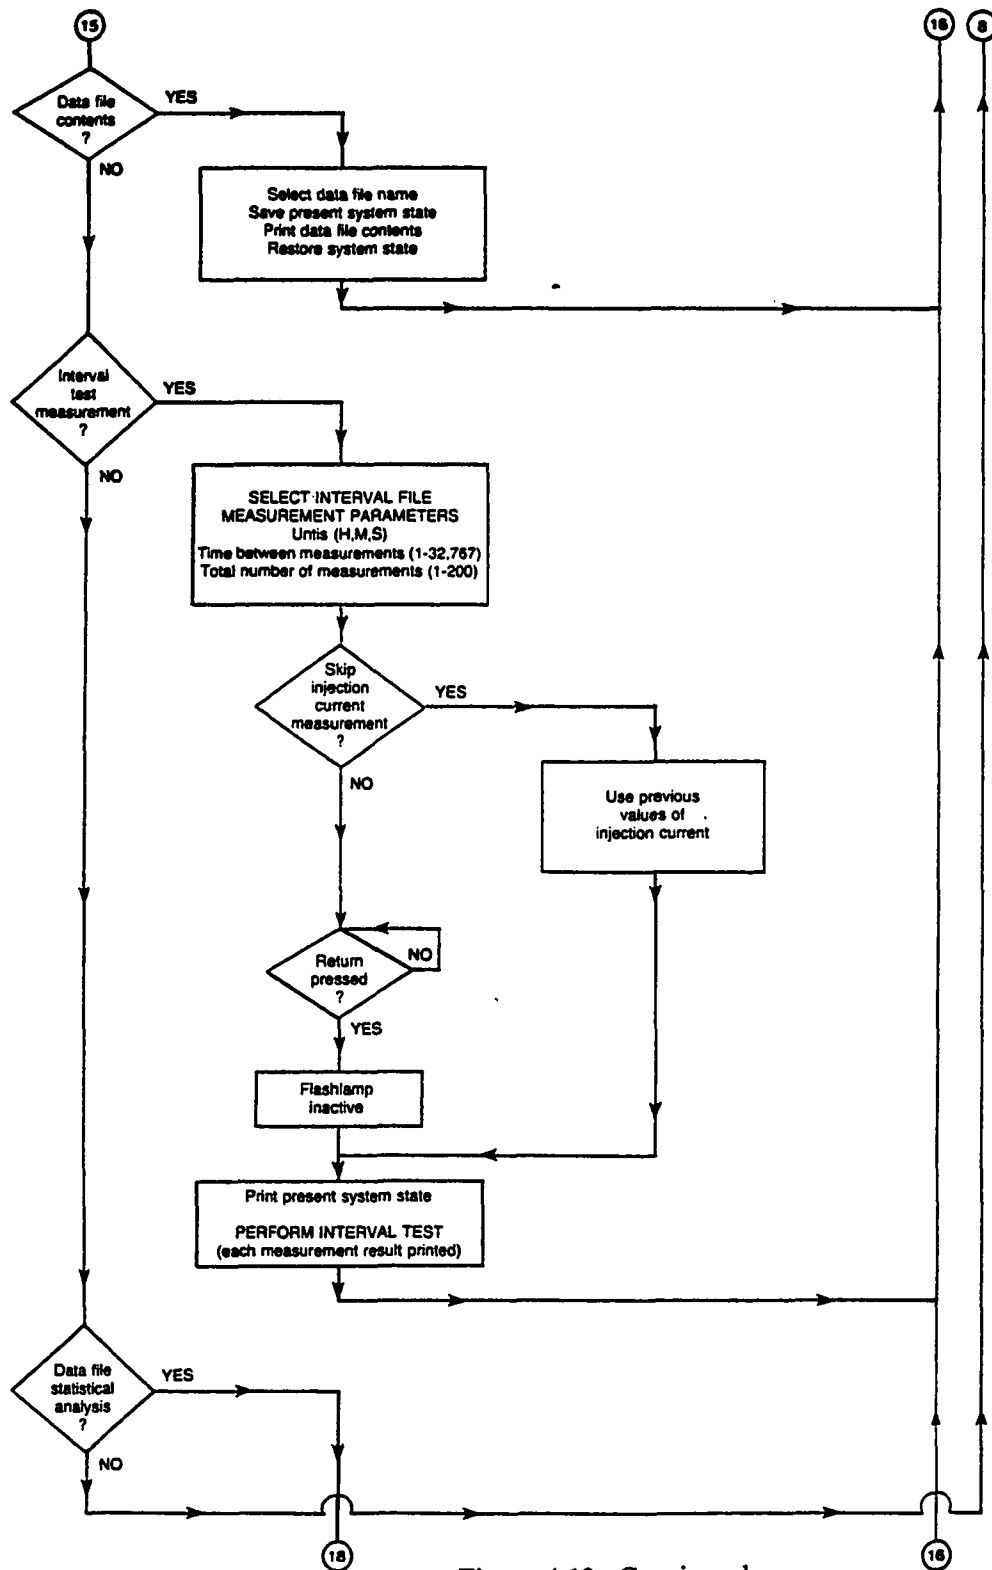 15
16
8
Data file
contents
?
YES
NO
Select data file name
Save present system state
Print data file contents
Restore system state
Interval
test
measurement
?
YES
NO
SELECT INTERVAL FILE
MEASUREMENT PARAMETERS
Untis (H,M,S)
Time between measurements (1-32,767)
Total number of measurements (1-200)
Skip
injection
current
measurement
?
YES
NO
Use previous
values of
injection current
Return
pressed
?
NO
YES
Flashlamp
inactive
Print present system state
PERFORM INTERVAL TEST
(each measurement result printed)
Data file
statistical
analysis
?
YES
NO
18
16